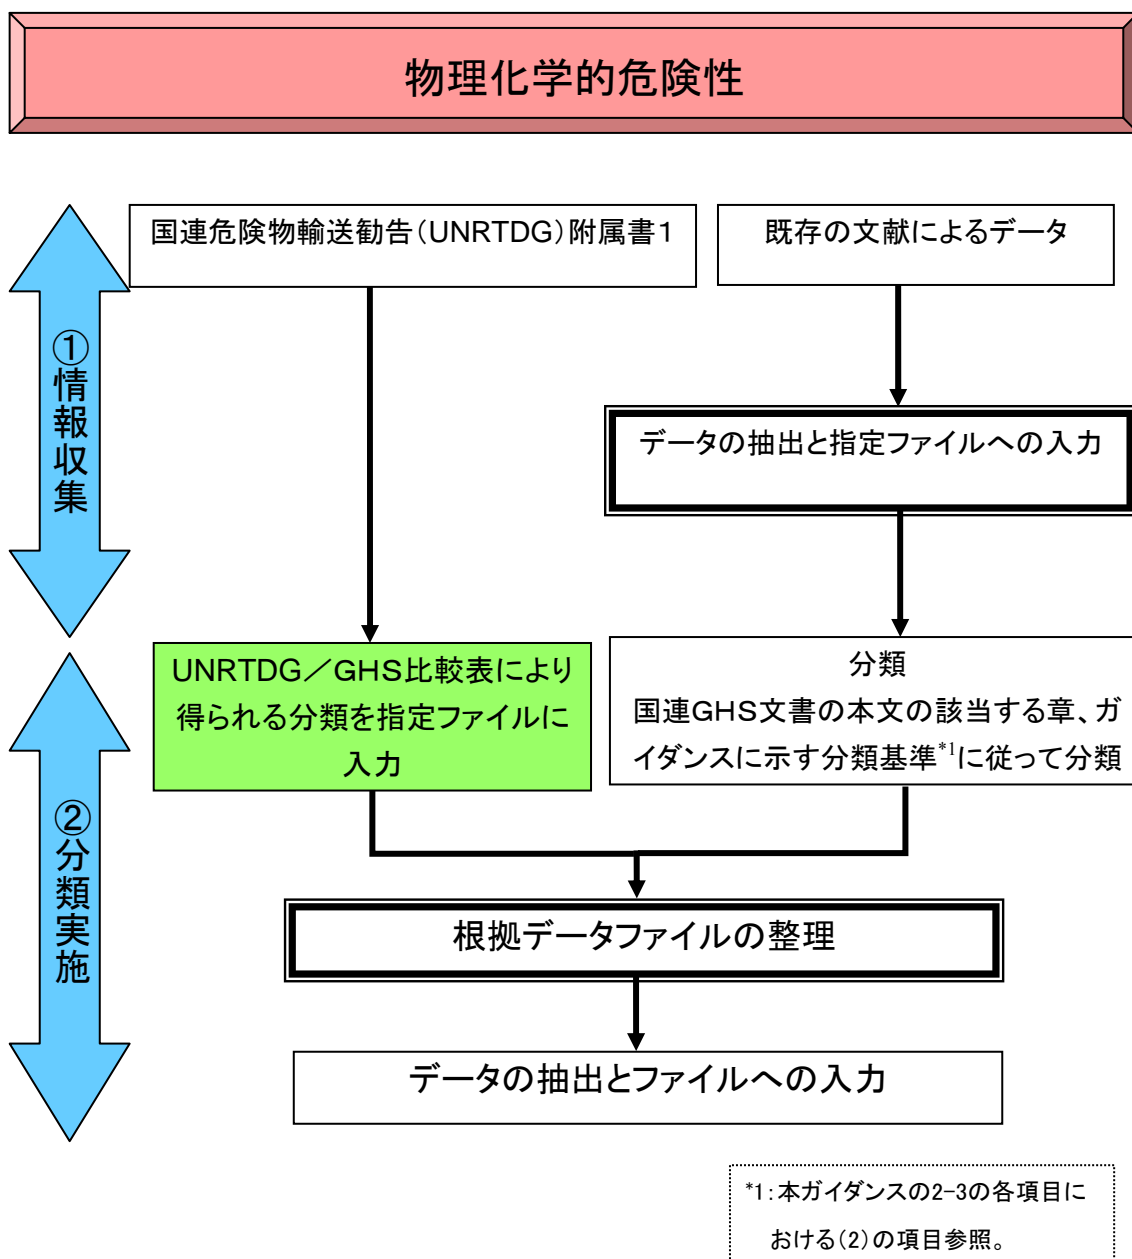 物理化学的危険性
国連危険物輸送勧告(UNRTDG)附属書1
既存の文献によるデータ
①情報収集
データの抽出と指定ファイルへの入力
UNRTDG/GHS比較表により
得られる分類を指定ファイルに
入力
分類
国連GHS文書の本文の該当する章、ガ
イダンスに示す分類基準*1に従って分類
②分類実施
根拠データファイルの整理
データの抽出とファイルへの入力
*1:本ガイダンスの2-3の各項目に
おける(2)の項目参照。